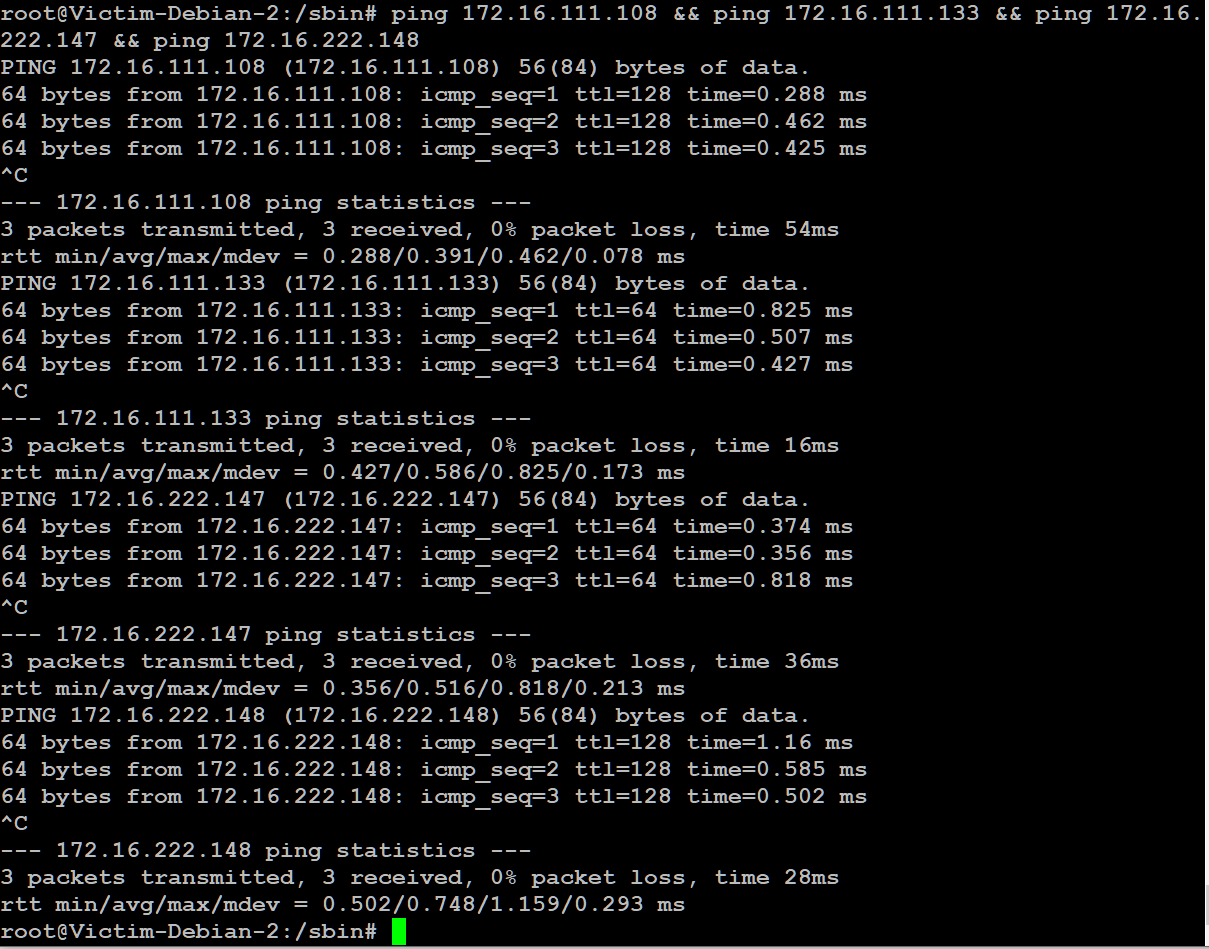 root@Victim-Debian-2:/sbin# ping 172.16.111.108 && ping 172.16.111.133 && ping 172.16.
222.147 && ping 172.16.222.148
PING 172.16.111.108 (172.16.111.108) 56(84) bytes of data.
64 bytes from 172.16.111.108: icmp_seq=1 ttl=128 time=0.288 ms
64 bytes from 172.16.111.108: icmp_seq=2 ttl=128 time=0.462 ms
64 bytes from 172.16.111.108: icmp_seq=3 ttl=128 time=0.425 ms
^C
--- 172.16.111.108 ping statistics ---
3 packets transmitted, 3 received, 0% packet loss, time 54ms
rtt min/avg/max/mdev = 0.288/0.391/0.462/0.078 ms
PING 172.16.111.133 (172.16.111.133) 56(84) bytes of data.
64 bytes from 172.16.111.133: icmp_seq=1 ttl=64 time=0.825 ms
64 bytes from 172.16.111.133: icmp_seq=2 ttl=64 time=0.507 ms
64 bytes from 172.16.111.133: icmp_seq=3 ttl=64 time=0.427 ms
^C
--- 172.16.111.133 ping statistics ---
3 packets transmitted, 3 received, 0% packet loss, time 16ms
rtt min/avg/max/mdev = 0.427/0.586/0.825/0.173 ms
PING 172.16.222.147 (172.16.222.147) 56(84) bytes of data.
64 bytes from 172.16.222.147: icmp_seq=1 ttl=64 time=0.374 ms
64 bytes from 172.16.222.147: icmp_seq=2 ttl=64 time=0.356 ms
64 bytes from 172.16.222.147: icmp_seq=3 ttl=64 time=0.818 ms
^C
--- 172.16.222.147 ping statistics ---
3 packets transmitted, 3 received, 0% packet loss, time 36ms
rtt min/avg/max/mdev = 0.356/0.516/0.818/0.213 ms
PING 172.16.222.148 (172.16.222.148) 56(84) bytes of data.
64 bytes from 172.16.222.148: icmp_seq=1 ttl=128 time=1.16 ms
64 bytes from 172.16.222.148: icmp_seq=2 ttl=128 time=0.585 ms
64 bytes from 172.16.222.148: icmp_seq=3 ttl=128 time=0.502 ms
^C
--- 172.16.222.148 ping statistics ---
3 packets transmitted, 3 received, 0% packet loss, time 28ms
rtt min/avg/max/mdev = 0.502/0.748/1.159/0.293 ms
root@Victim-Debian-2:/sbin#